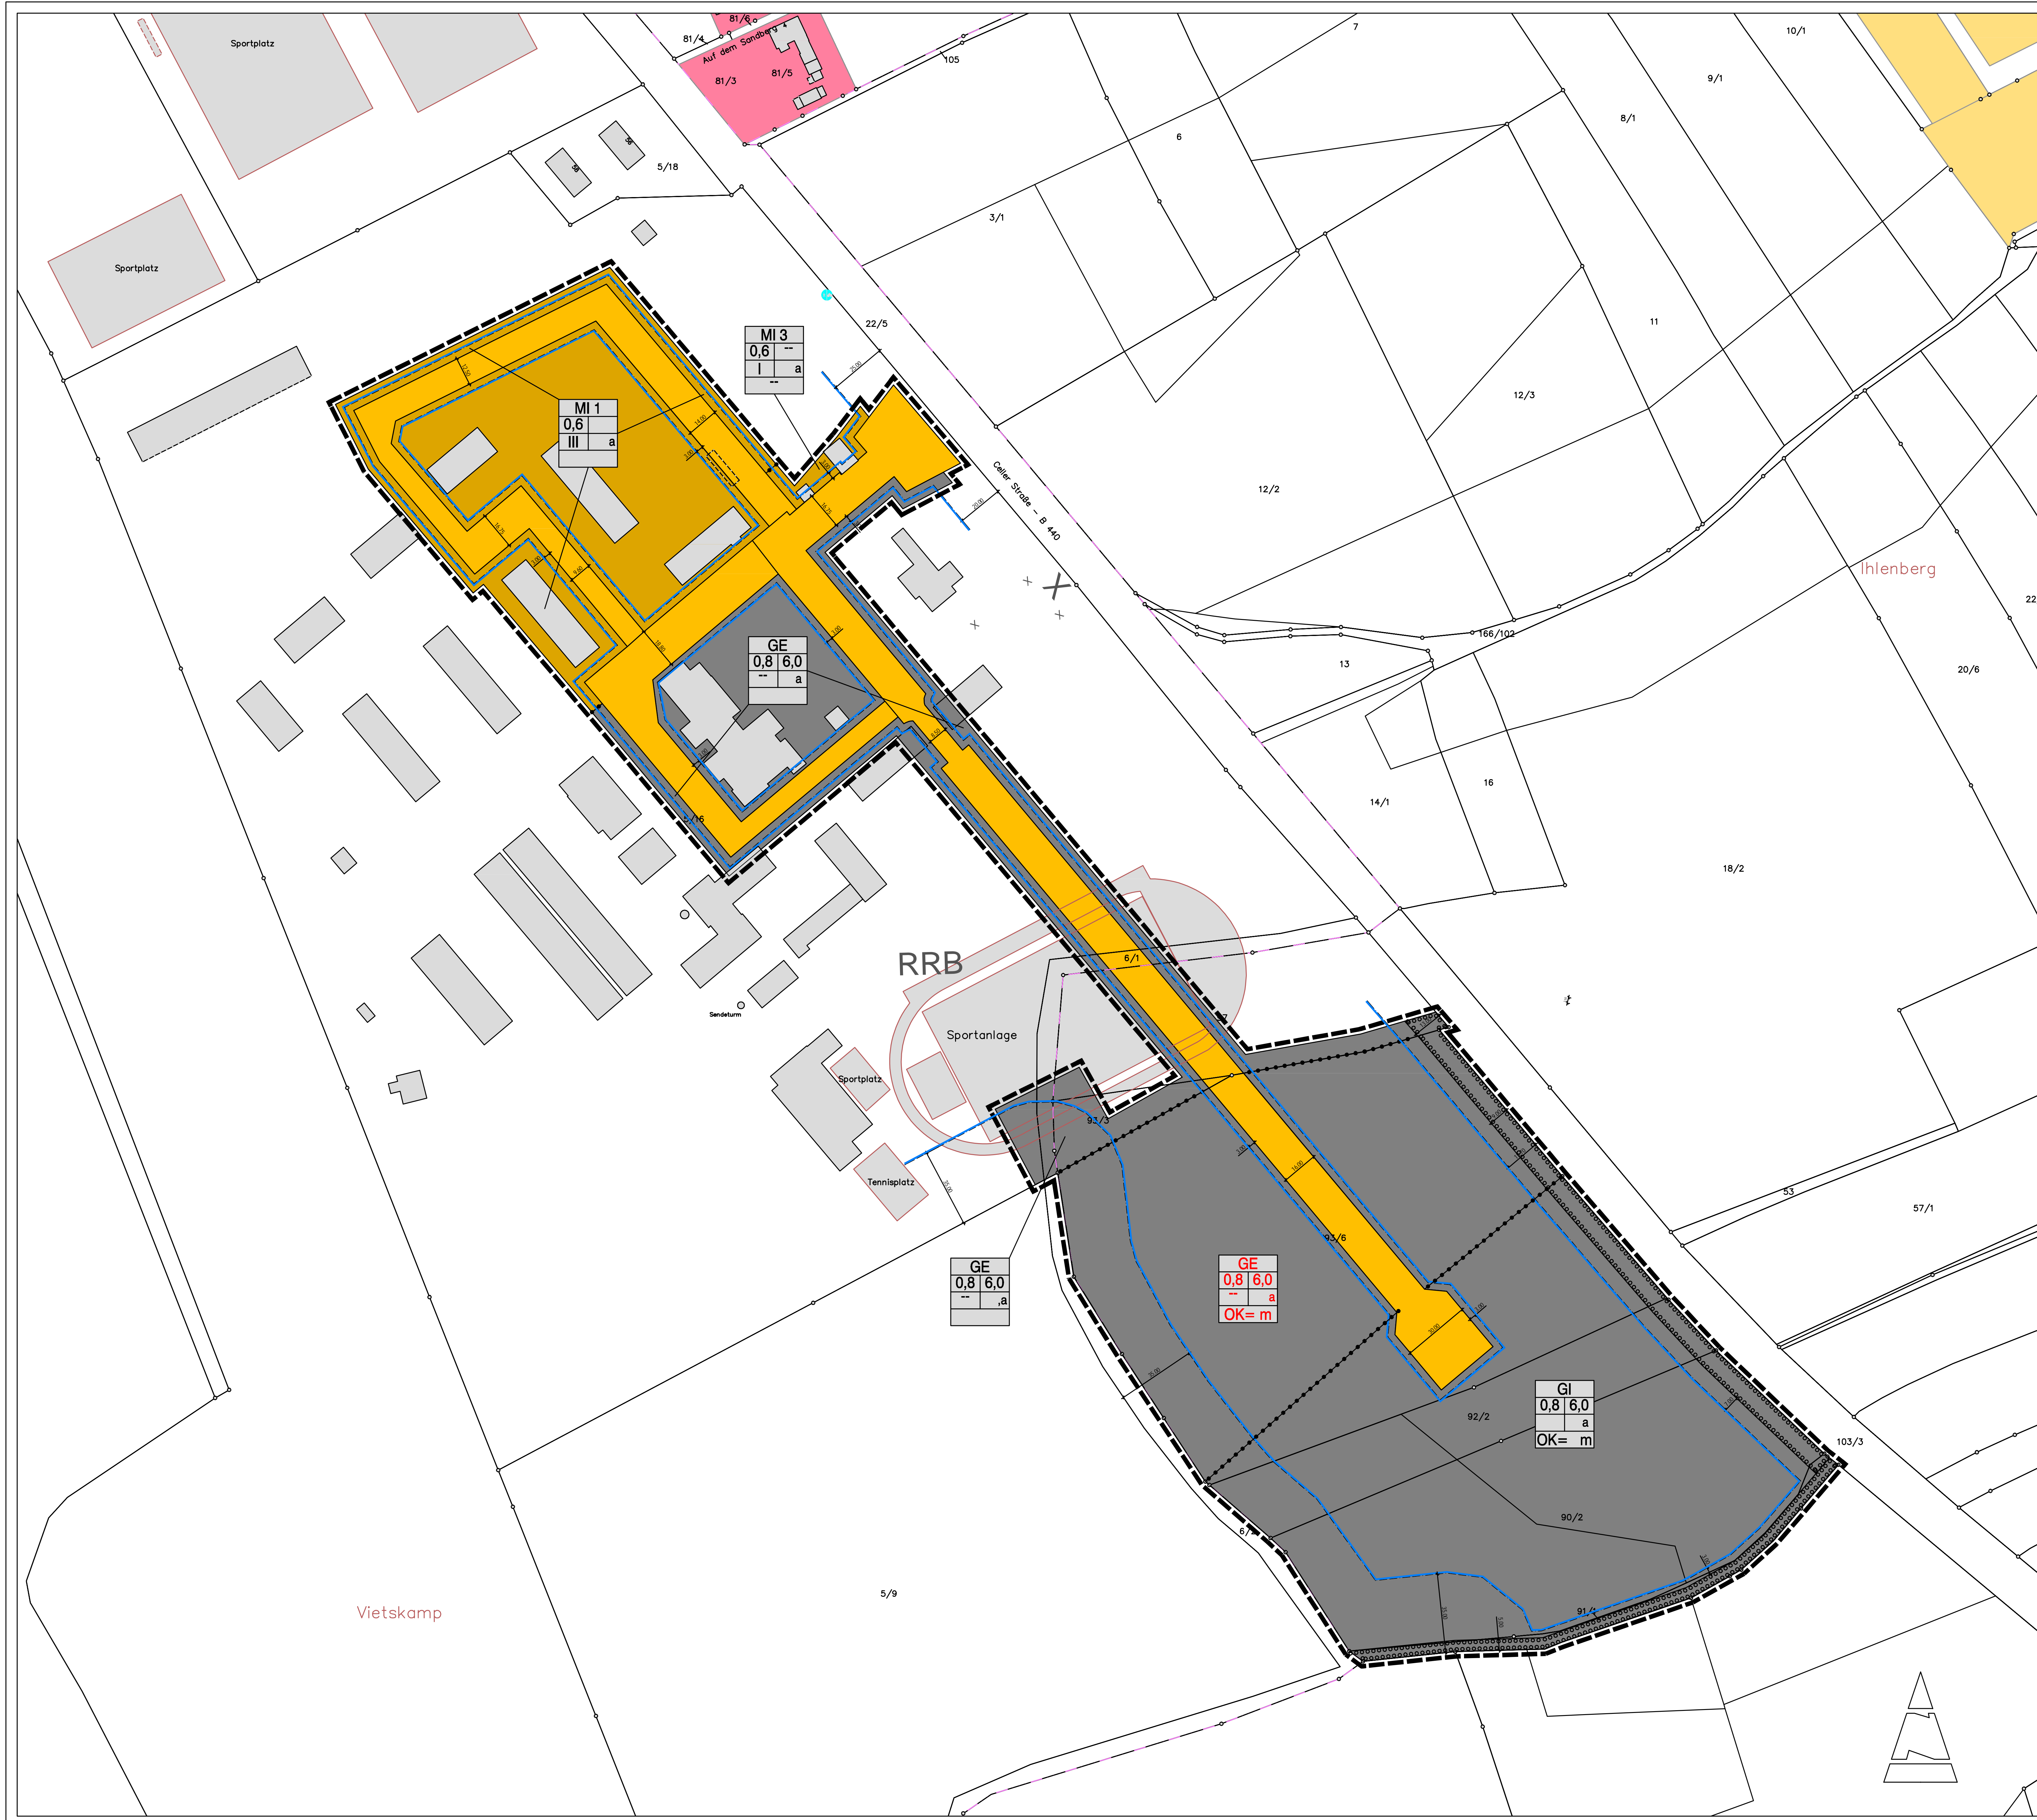 81/6
81/4
Auf dem Sandberg
81/3
81/5
105
7
10/1
9/1
8/1
Sportplatz
6
5/18
Sportplatz
3/1
22/5
11
MI 3
0,6 --
I a
--
12/3
MI 1
0,6
III a
12/2
Celler Straße - B 440
Ihlenberg
22
166/102
13
20/6
GE
0,8 6,0
-- a
16
14/1
5/16
18/2
RRB
6/1
Sendeturm
Sportanlage
Sportplatz
93/3
Tennisplatz
53
57/1
93/6
GE
0,8 6,0
-- ,a
GE
0,8 6,0
-- a
OK= m
GI
0,8 6,0
a
OK= m
92/2
103/3
90/2
5/9
91/1
Vietskamp